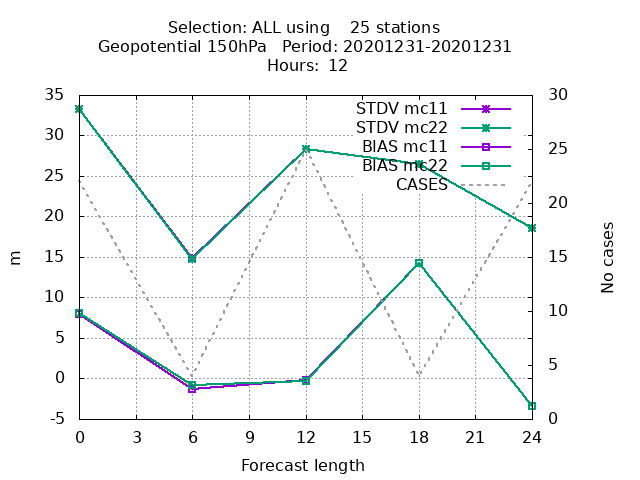 Selection: ALL using    25 stations
Geopotential 150hPa   Period: 20201231-20201231
Hours:  12
35
30
25
20
15
10
5
0
-5
m
30
25
20
15
10
5
0
No cases
STDV mc11
STDV mc22
BIAS mc11
BIAS mc22
CASES
0 3 6 9 12 15 18 21 24
Forecast length